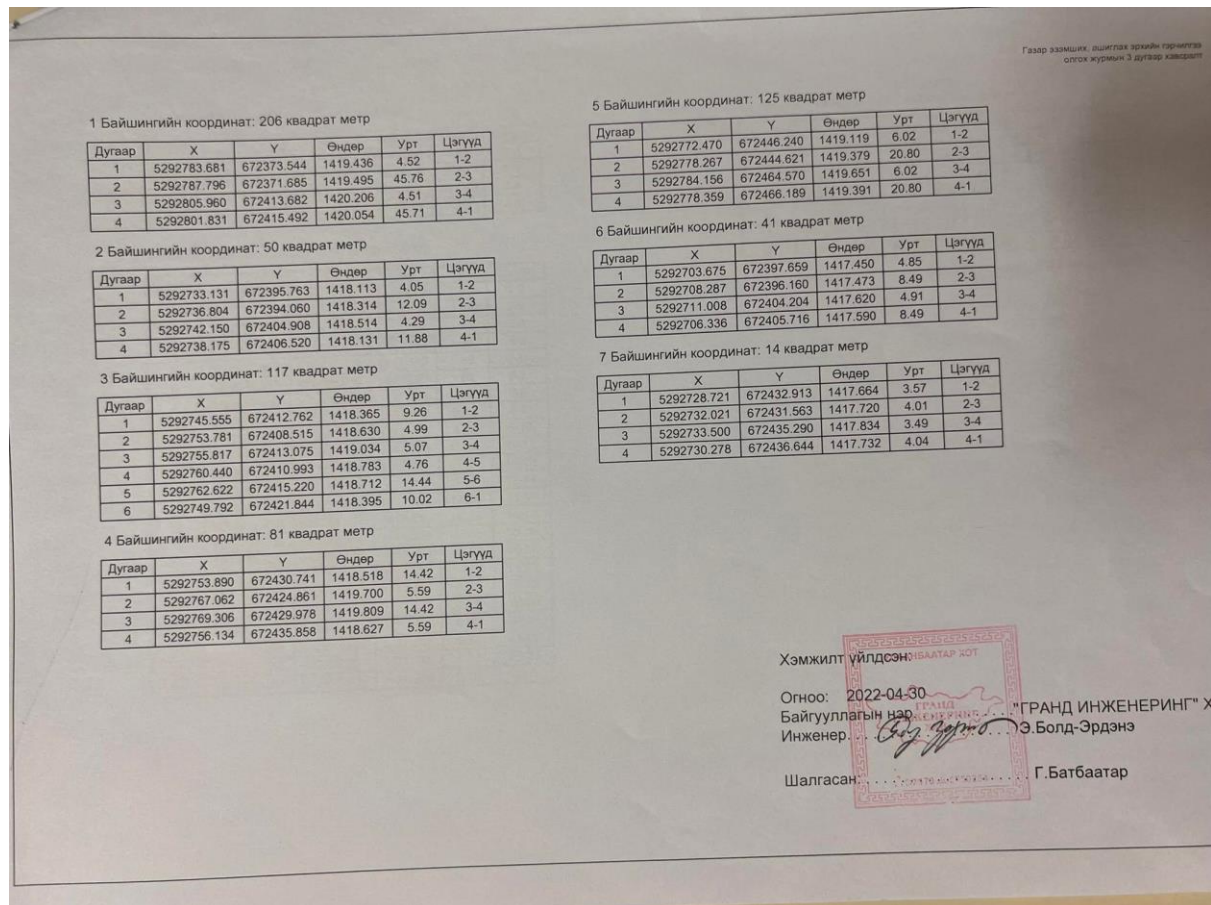 Газар эзэмших, ашиглах эрхийн гэрчилгээ
олгох журмын 3 дугаар хавсралт
1 Байшингийн координат: 206 квадрат метр
Дугаар X Y Өндөр Урт Цэгүүд
1 5292783.681 672373.544 1419.436 4.52 1-2
2 5292787.796 672371.685 1419.495 45.76 2-3
3 5292805.960 672413.682 1420.206 4.51 3-4
4 5292801.831 672415.492 1420.054 45.71 4-1
2 Байшингийн координат: 50 квадрат метр
Дугаар X Y Өндөр Урт Цэгүүд
1 5292733.131 672395.763 1418.113 4.05 1-2
2 5292736.804 672394.060 1418.314 12.09 2-3
3 5292742.150 672404.908 1418.514 4.29 3-4
4 5292738.175 672406.520 1418.131 11.88 4-1
3 Байшингийн координат: 117 квадрат метр
Дугаар X Y Өндөр Урт Цэгүүд
1 5292745.555 672412.762 1418.365 9.26 1-2
2 5292753.781 672408.515 1418.630 4.99 2-3
3 5292755.817 672413.075 1419.034 5.07 3-4
4 5292760.440 672410.993 1418.783 4.76 4-5
5 5292762.622 672415.220 1418.712 14.44 5-6
6 5292749.792 672421.844 1418.395 10.02 6-1
4 Байшингийн координат: 81 квадрат метр
Дугаар X Y Өндөр Урт Цэгүүд
1 5292753.890 672430.741 1418.518 14.42 1-2
2 5292767.062 672424.861 1419.700 5.59 2-3
3 5292769.306 672429.978 1419.809 14.42 3-4
4 5292756.134 672435.858 1418.627 5.59 4-1
5 Байшингийн координат: 125 квадрат метр
Дугаар X Y Өндөр Урт Цэгүүд
1 5292772.470 672446.240 1419.119 6.02 1-2
2 5292778.267 672444.621 1419.379 20.80 2-3
3 5292784.156 672464.570 1419.651 6.02 3-4
4 5292778.359 672466.189 1419.391 20.80 4-1
6 Байшингийн координат: 41 квадрат метр
Дугаар X Y Өндөр Урт Цэгүүд
1 5292703.675 672397.659 1417.450 4.85 1-2
2 5292708.287 672396.160 1417.473 8.49 2-3
3 5292711.008 672404.204 1417.620 4.91 3-4
4 5292706.336 672405.716 1417.590 8.49 4-1
7 Байшингийн координат: 14 квадрат метр
Дугаар X Y Өндөр Урт Цэгүүд
1 5292728.721 672432.913 1417.664 3.57 1-2
2 5292732.021 672431.563 1417.720 4.01 2-3
3 5292733.500 672435.290 1417.834 3.49 3-4
4 5292730.278 672436.644 1417.732 4.04 4-1
Хэмжилт үйлдсэн:
Огноо: 2022-04-30
Байгууллагын нэр.........."ГРАНД ИНЖЕНЕРИНГ" Х
Инженер..........Э.Болд-Эрдэнэ
Шалгасан:..........Г.Батбаатар
ХОТ
ГРАНД